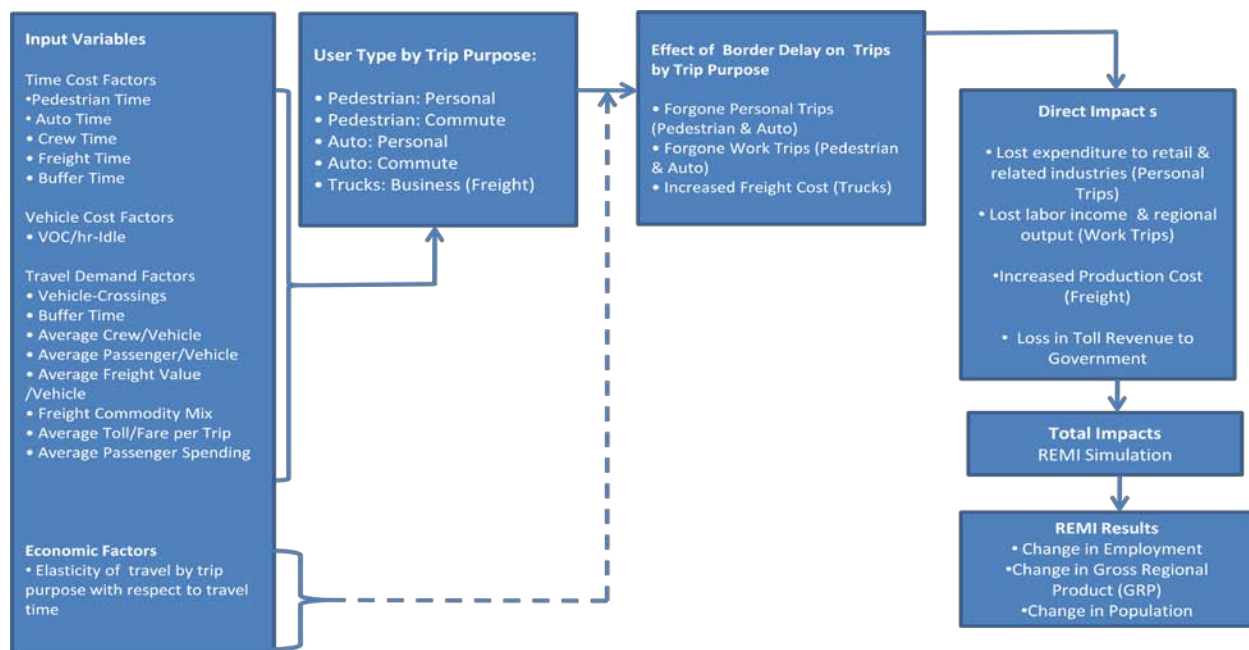 Input Variables
Time Cost Factors
•Pedestrian Time
• Auto Time
• Crew Time
• Freight Time
• Buffer Time
Vehicle Cost Factors
• VOC/hr-Idle
Travel Demand Factors
• Vehicle-Crossings
• Buffer Time
• Average Crew/Vehicle
• Average Passenger/Vehicle
• Average Freight Value
/Vehicle
• Freight Commodity Mix
• Average Toll/Fare per Trip
• Average Passenger Spending
Economic Factors
• Elasticity of travel by trip
purpose with respect to travel
time
User Type by Trip Purpose:
• Pedestrian: Personal
• Pedestrian: Commute
• Auto: Personal
• Auto: Commute
• Trucks: Business (Freight)
Effect of Border Delay on Trips
by Trip Purpose
• Forgone Personal Trips
(Pedestrian & Auto)
• Forgone Work Trips (Pedestrian
& Auto)
• Increased Freight Cost (Trucks)
Direct Impact s
• Lost expenditure to retail &
related industries (Personal
Trips)
• Lost labor income & regional
output (Work Trips)
•Increased Production Cost
(Freight)
• Loss in Toll Revenue to
Government
Total Impacts
REMI Simulation
REMI Results
• Change in Employment
•Change in Gross Regional
Product (GRP)
•Change in Population